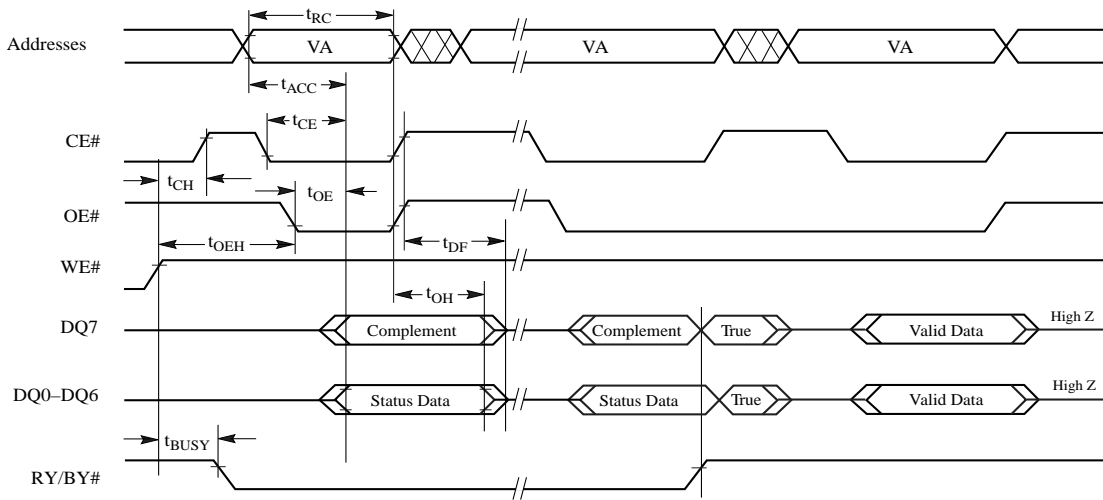 tRC
Addresses VA VA VA
tACC
tCE
CE#
tCH tOE
OE#
tOEH tDF
WE#
tOH
DQ7 Complement Complement True Valid Data High Z
DQ0–DQ6 Status Data Status Data True Valid Data High Z
tBUSY
RY/BY#